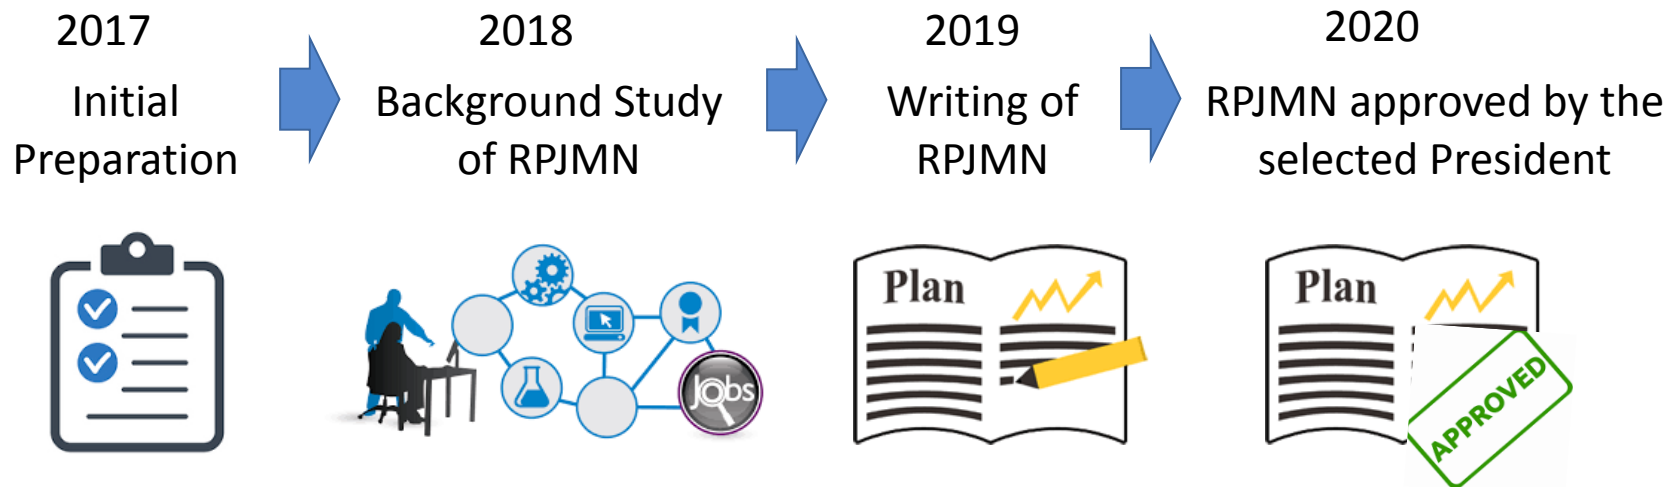 2017
Initial
Preparation
2018
Background Study
of RPJMN
2019
Writing of
RPJMN
2020
RPJMN approved by the
selected President
Jobs
Plan
Plan
APPROVED